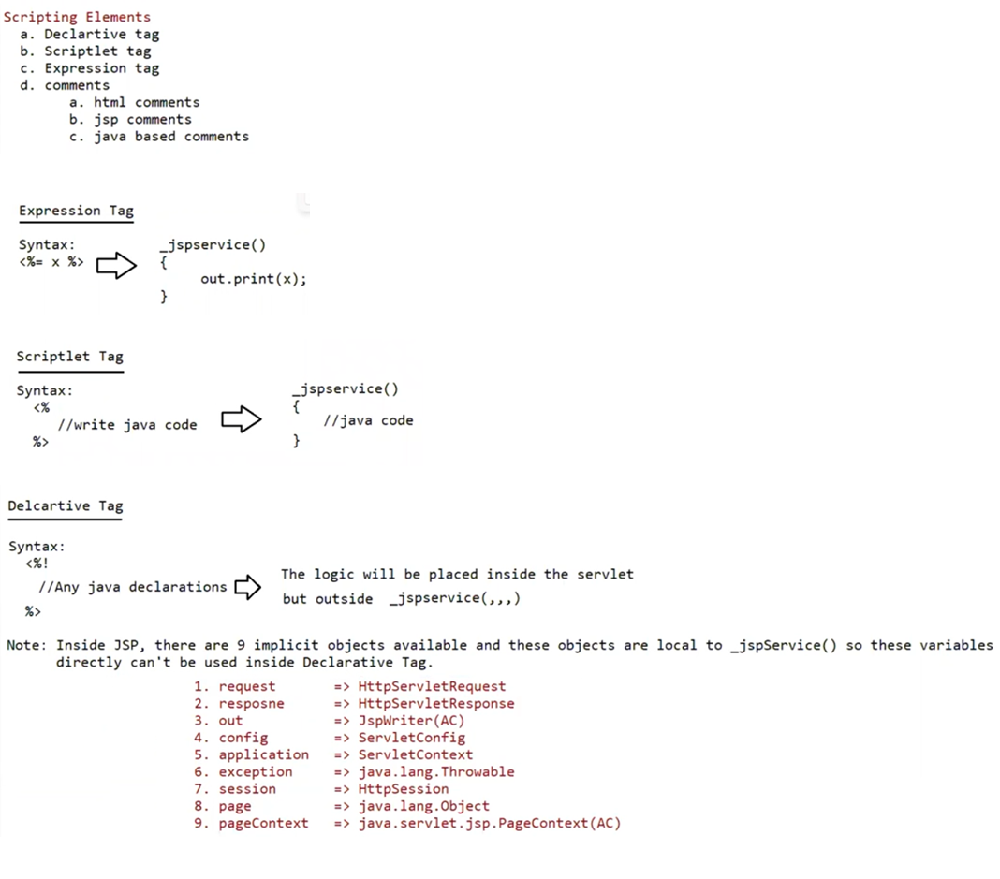 Scripting Elements
a. Declartive tag
b. Scriptlet tag
c. Expression tag
d. comments
a. html comments
b. jsp comments
c. java based comments
Expression Tag
Syntax:
<%= x %>
_jspservice()
{
out.print(x);
}
Scriptlet Tag
Syntax:
<%
//write java code
%>
_jspservice()
{
//java code
}
Delcartive Tag
Syntax:
<%!
//Any java declarations
%>
The logic will be placed inside the servlet
but outside _jspservice(,,,)
Note: Inside JSP, there are 9 implicit objects available and these objects are local to _jspService() so these variables
directly can't be used inside Declarative Tag.
1. request => HttpServletRequest
2. resposne => HttpServletResponse
3. out => JspWriter(AC)
4. config => ServletConfig
5. application => ServletContext
6. exception => java.lang.Throwable
7. session => HttpSession
8. page => java.lang.Object
9. pageContext => java.servlet.jsp.PageContext(AC)